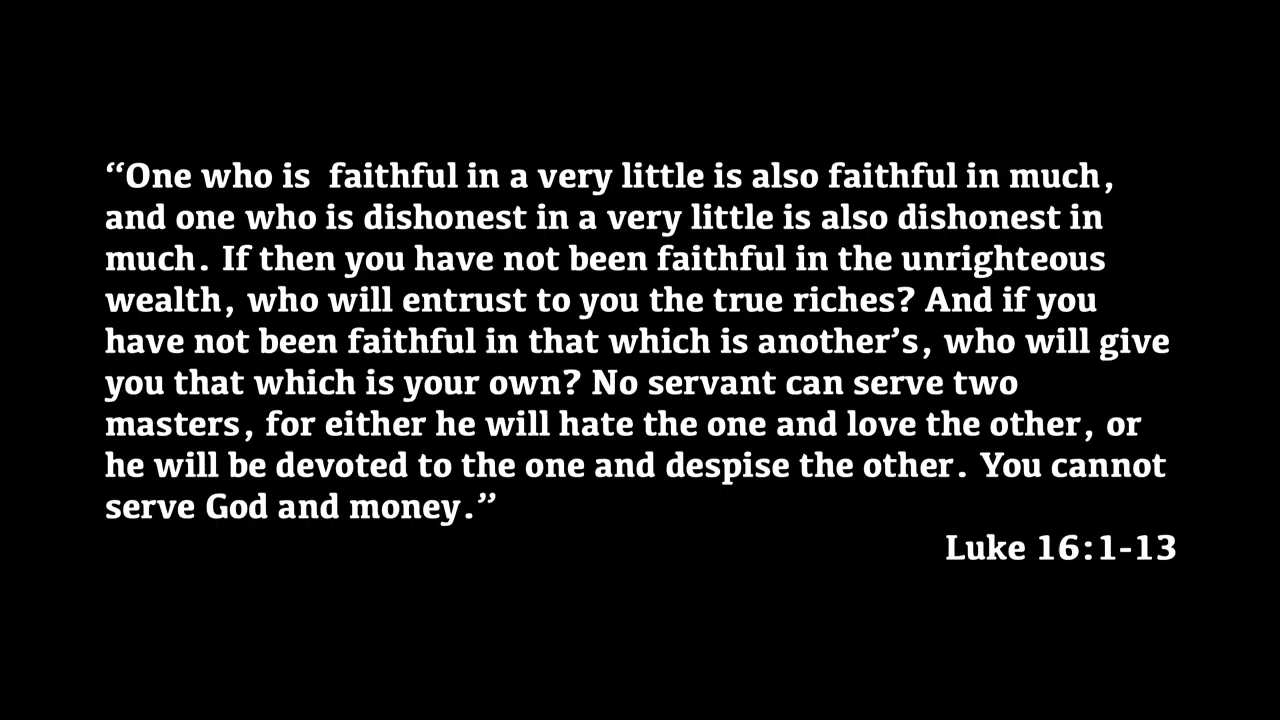 “One who is  faithful in a very little is also faithful in much,
and one who is dishonest in a very little is also dishonest in
much. If then you have not been faithful in the unrighteous
wealth, who will entrust to you the true riches? And if you
have not been faithful in that which is another’s, who will give
you that which is your own? No servant can serve two
masters, for either he will hate the one and love the other, or
he will be devoted to the one and despise the other. You cannot
serve God and money.”
Luke 16:1-13